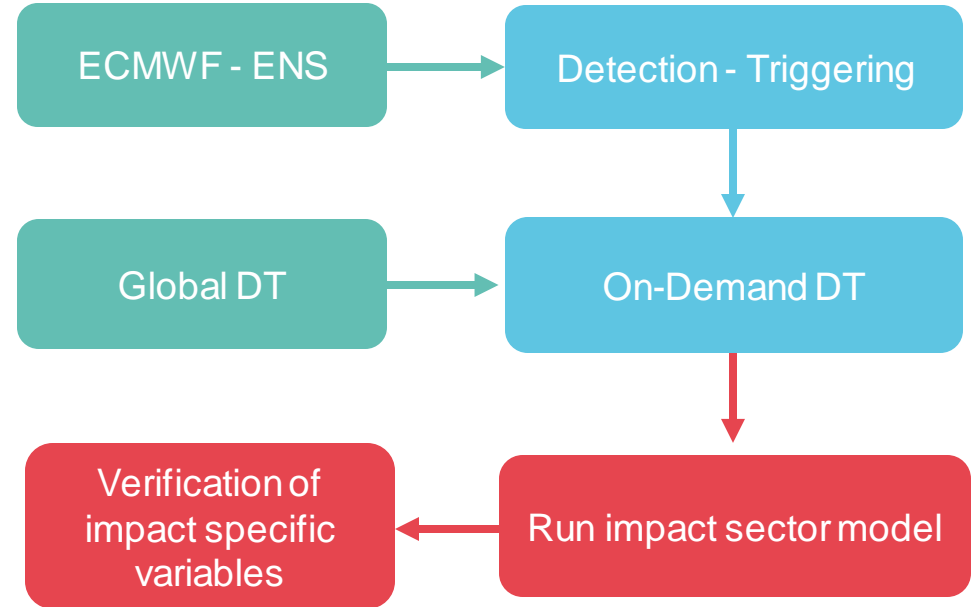 ECMWF - ENS
Detection - Triggering
Global DT
On-Demand DT
Verification of
impact specific
variables
Run impact sector model